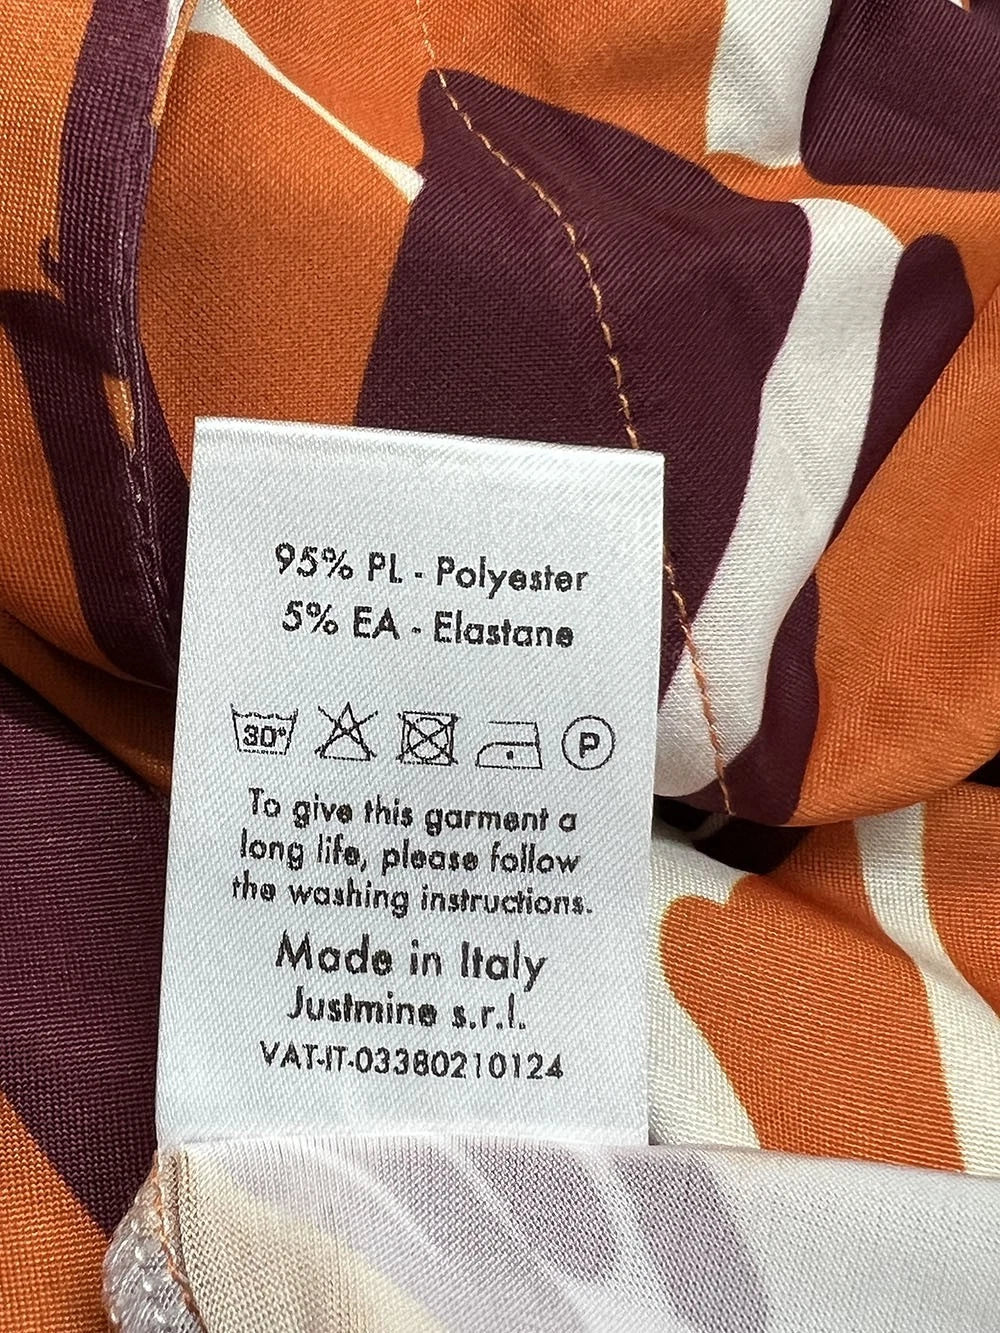 95% PL - Polyester
5% EA - Elastane
30° P
To give this garment a
long life, please follow
the washing instructions.
Made in Italy
Justmine s.r.l.
VAT-IT-03380210124